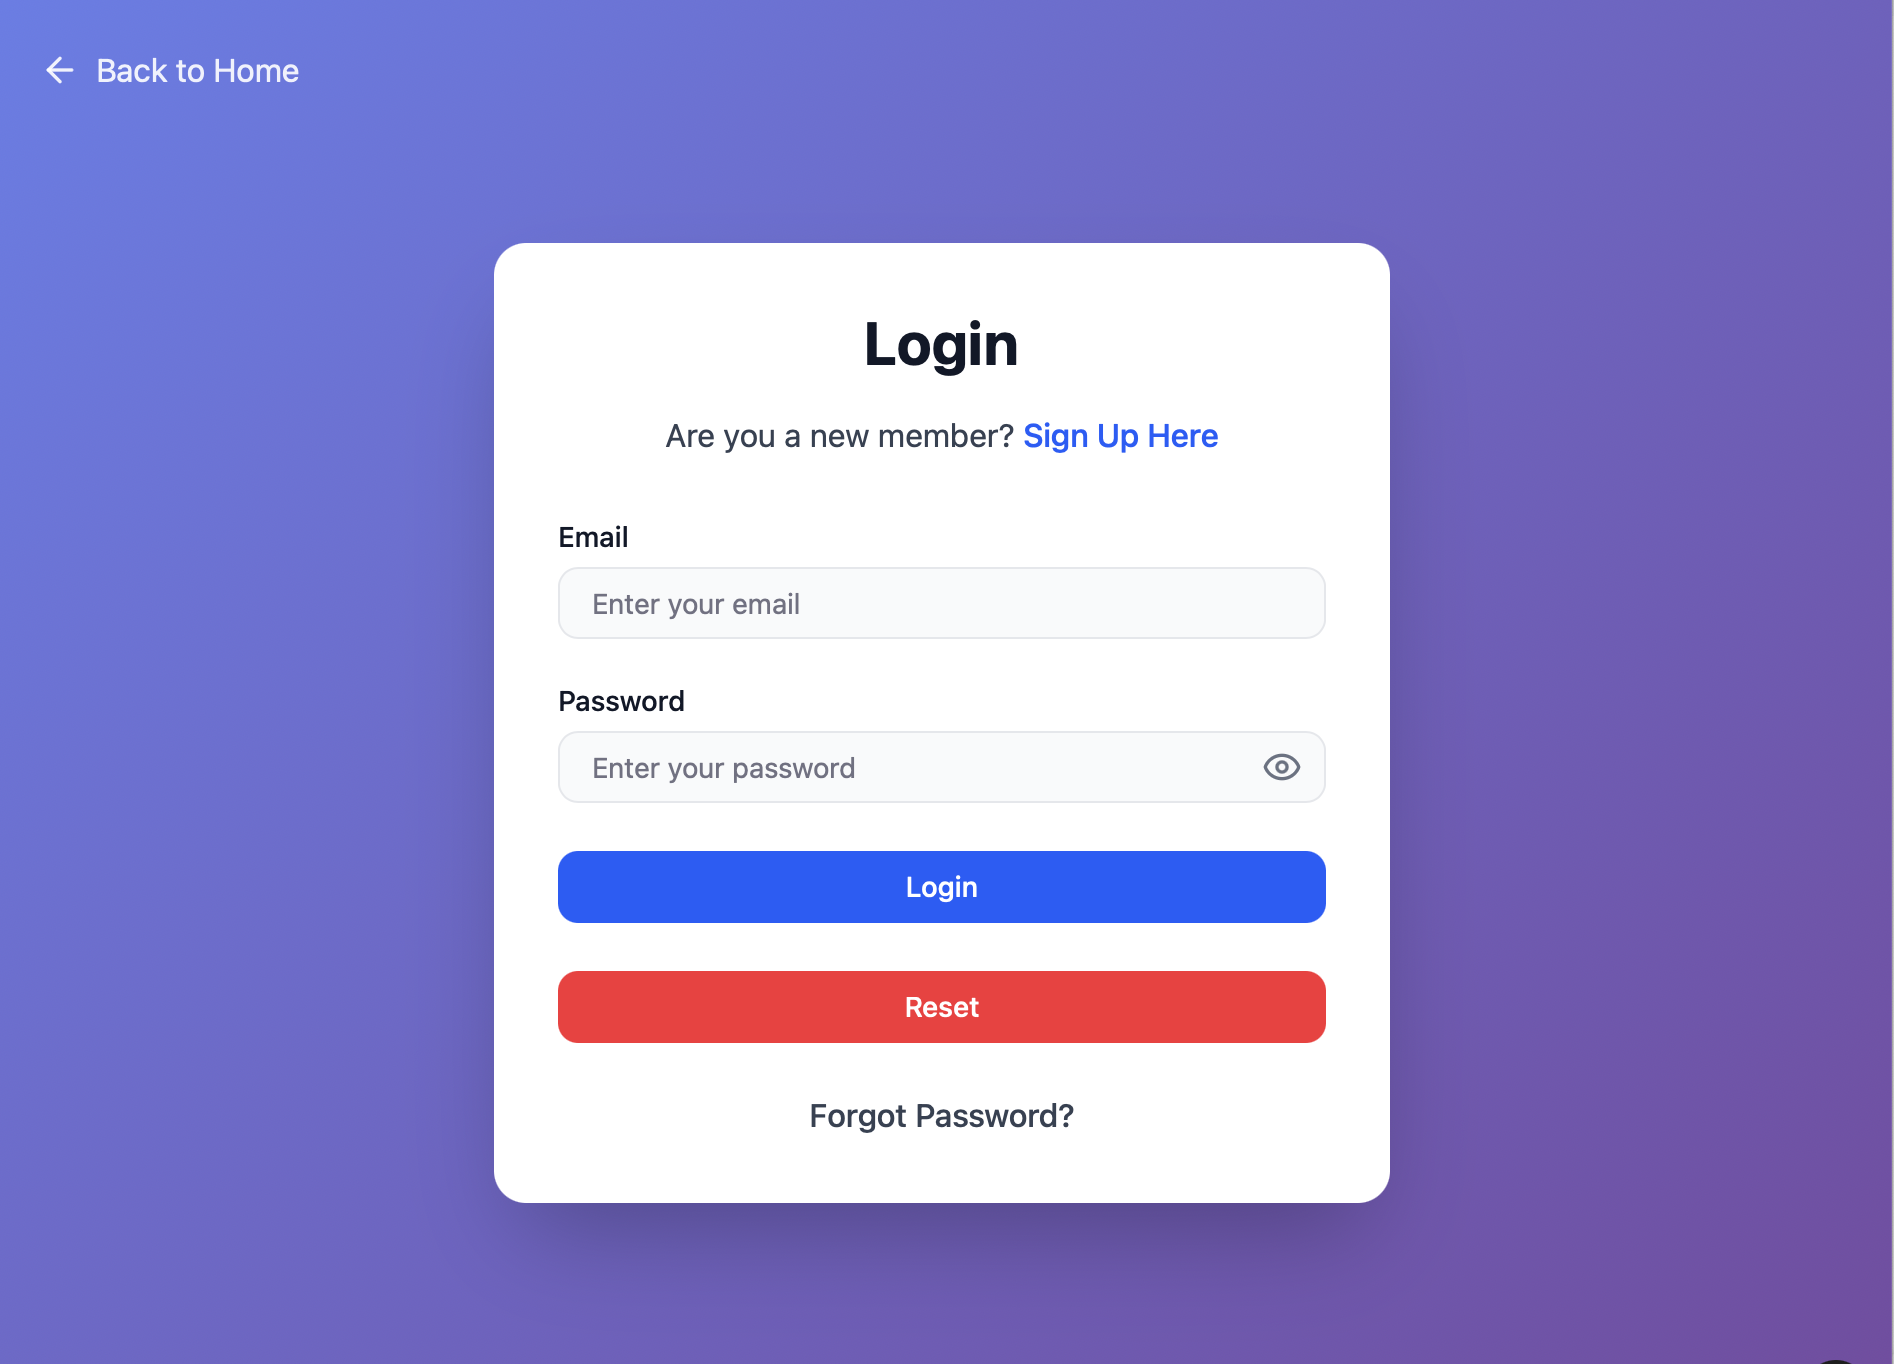 Back to Home
Login
Are you a new member? Sign Up Here
Email
Enter your email
Password
Enter your password
Login
Reset
Forgot Password?